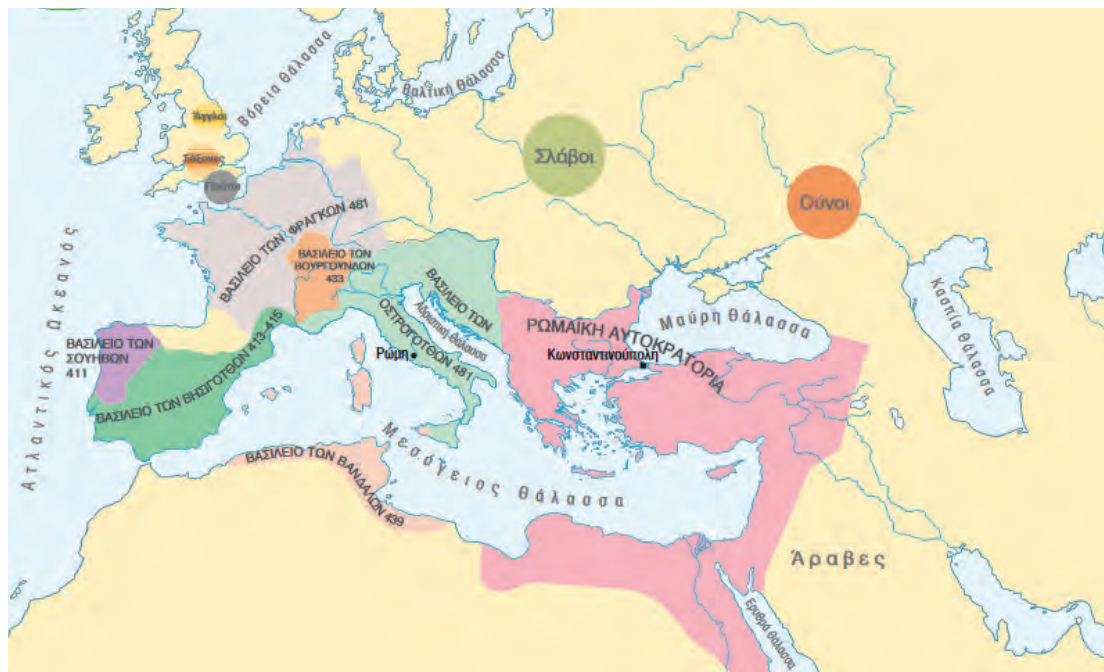 Βόρεια Θάλασσα
Βαλτική Θάλασσα
Άγγλοι
Σάξονες
Γιούτοι
Σλάβοι
Ούνοι
Ατλαντικός Ωκεανός
ΒΑΣΙΛΕΙΟ ΤΩΝ ΦΡΑΓΚΩΝ 481
ΒΑΣΙΛΕΙΟ ΤΩΝ
ΒΟΥΡΓΟΥΝΔΩΝ
433
ΒΑΣΙΛΕΙΟ ΤΩΝ
ΟΣΤΡΟΓΟΤΘΩΝ 481
Αδριατική Θάλασσα
ΡΩΜΑΪΚΗ ΑΥΤΟΚΡΑΤΟΡΙΑ
Μαύρη Θάλασσα
Κασπία Θάλασσα
Κωνσταντινούπολη
Ρώμη
ΒΑΣΙΛΕΙΟ ΤΩΝ
ΣΟΥΗΒΩΝ
411
ΒΑΣΙΛΕΙΟ ΤΩΝ ΒΗΣΙΓΟΤΘΩΝ 413-415
Μεσόγειος Θάλασσα
ΒΑΣΙΛΕΙΟ ΤΩΝ ΒΑΝΔΑΛΩΝ 439
Άραβες
Ερυθρά Θάλασσα